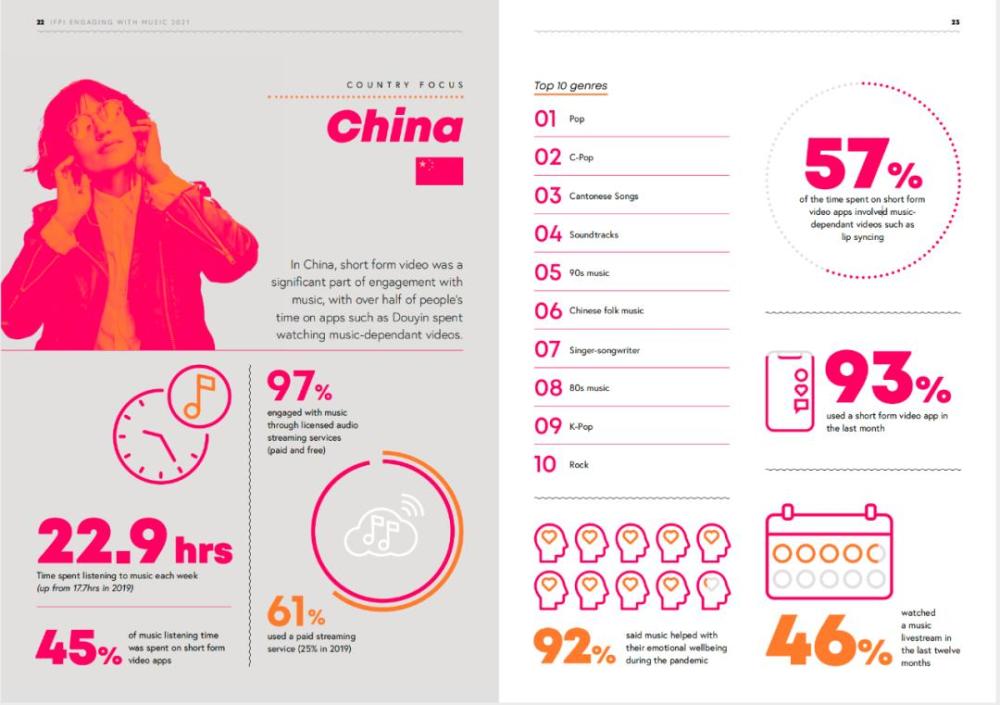 22 IFPI ENGAGING WITH MUSIC 2021
COUNTRY FOCUS
China
In China, short form video was a
significant part of engagement with
music, with over half of people's
time on apps such as Douyin spent
watching music-dependant videos.
22.9 hrs
Time spent listening to music each week
(up from 17.7hrs in 2019)
45%
of music listening time
was spent on short form
video apps
97%
engaged with music
through licensed audio
streaming services
(paid and free)
61%
used a paid streaming
service (25% in 2019)
23
Top 10 genres
01 Pop
02 C-Pop
03 Cantonese Songs
04 Soundtracks
05 90s music
06 Chinese folk music
07 Singer-songwriter
08 80s music
09 K-Pop
10 Rock
92%
said music helped with
their emotional wellbeing
during the pandemic
57%
of the time spent on short form
video apps involved music-
dependant videos such as
lip syncing
93%
used a short form video app in
the last month
46%
watched
a music
livestream in
the last twelve
months